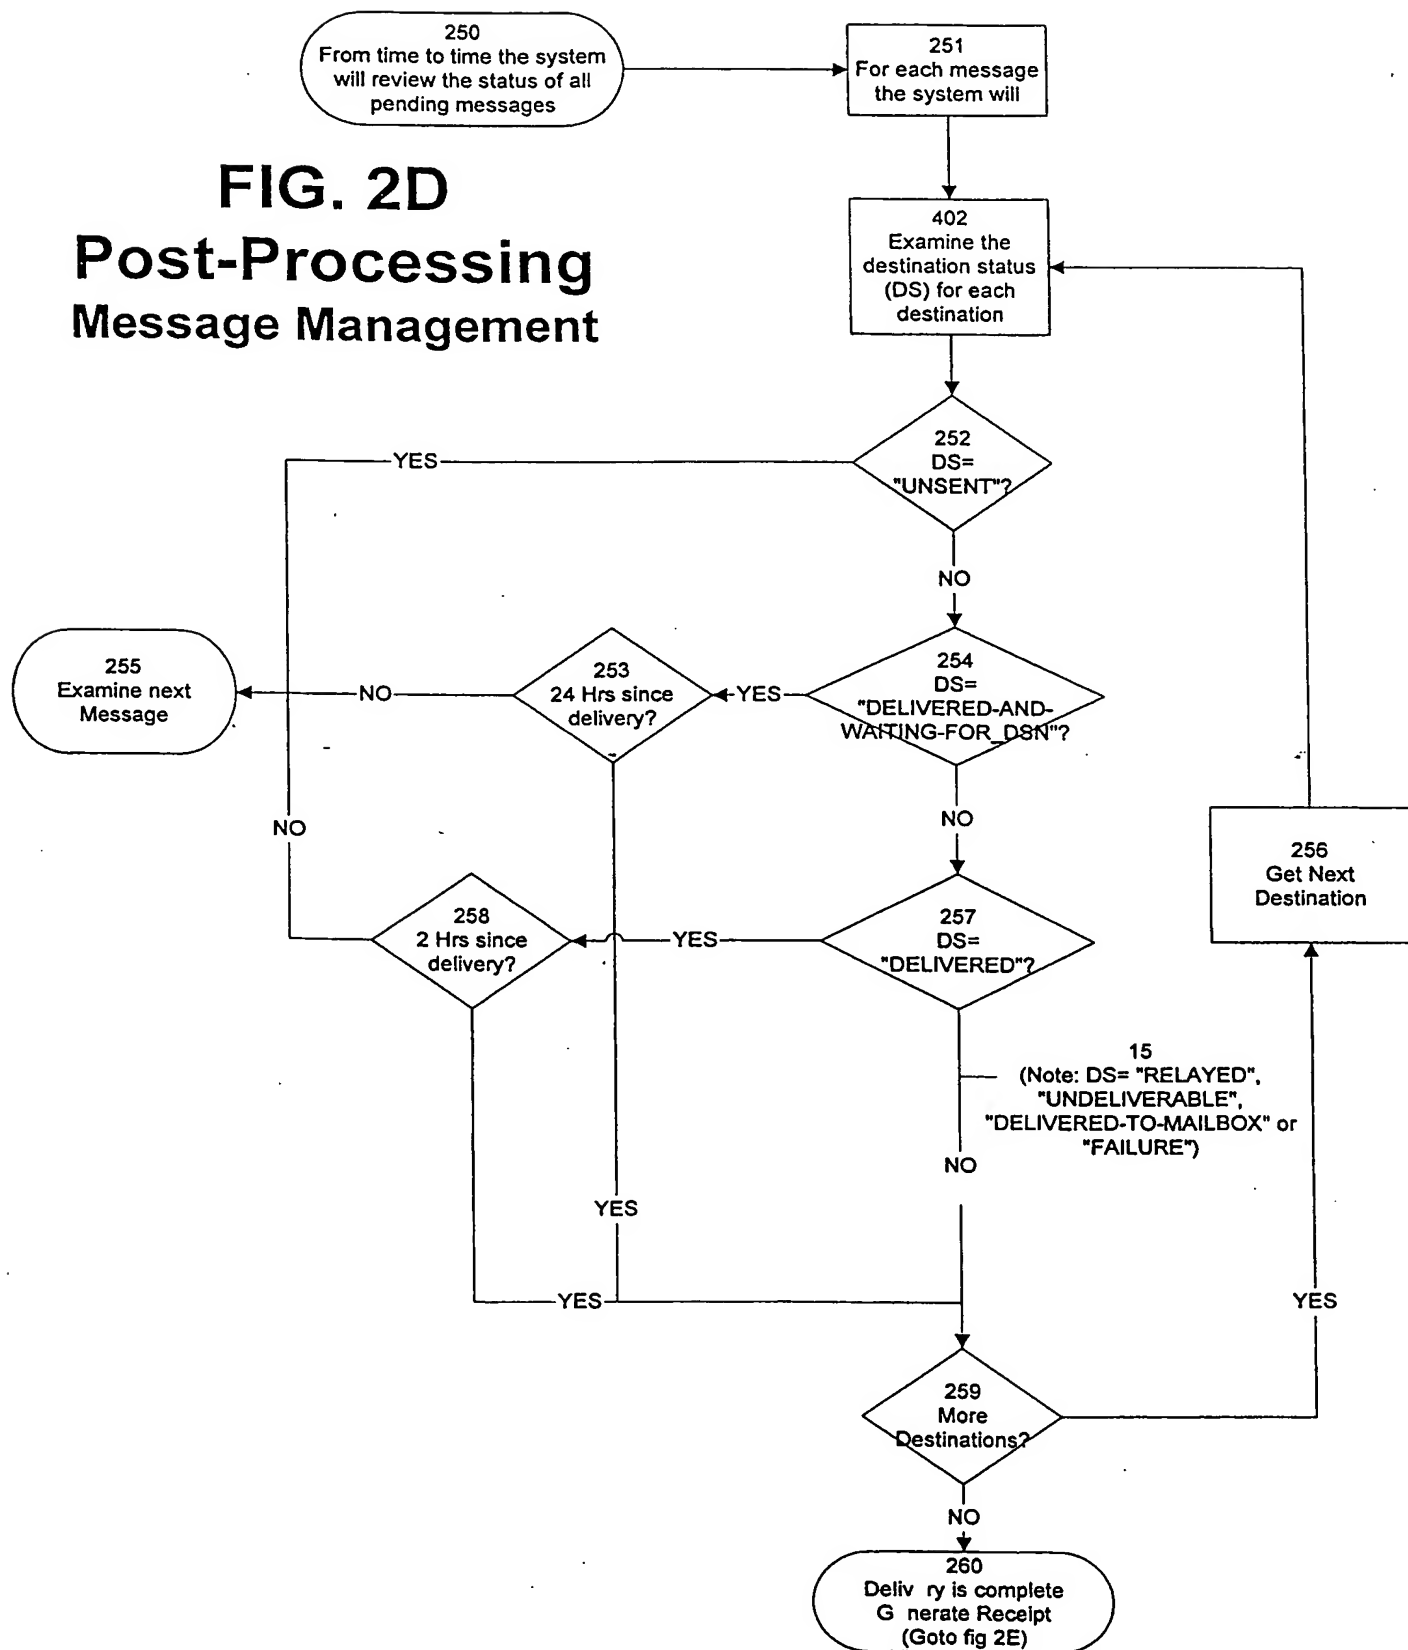 250
From time to time the system
will review the status of all
pending messages
251
For each message
the system will
FIG. 2D
Post-Processing
Message Management
402
Examine the
destination status
(DS) for each
destination
252
DS=
"UNSENT"?
YES
NO
255
Examine next
Message
NO
253
24 Hrs since
delivery?
YES
254
DS=
"DELIVERED-AND-
WAITING-FOR_DSN"?
NO
NO
256
Get Next
Destination
258
2 Hrs since
delivery?
YES
257
DS=
"DELIVERED"?
15
(Note: DS= "RELAYED",
"UNDELIVERABLE",
"DELIVERED-TO-MAILBOX" or
"FAILURE")
NO
YES
YES
YES
259
More
Destinations?
NO
260
Deliv ry is complete
G nerate Receipt
(Goto fig 2E)